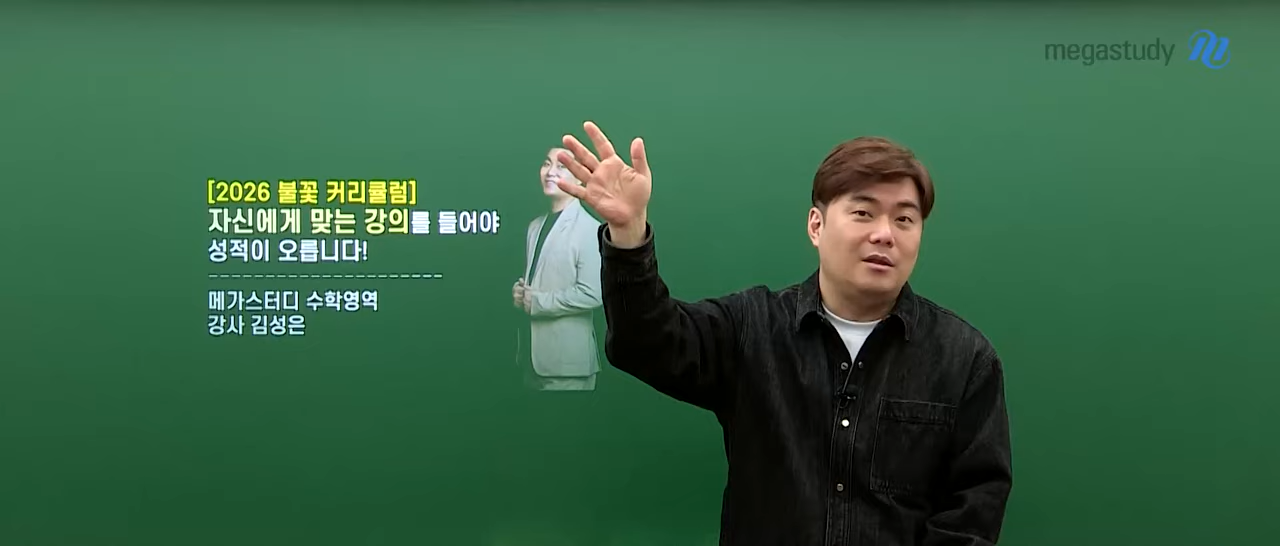 megastudy
[2026 불꽃 커리큘럼]
자신에게 맞는 강의를 들어야
성적이 오릅니다!
메가스터디 수학영역
강사 김성은